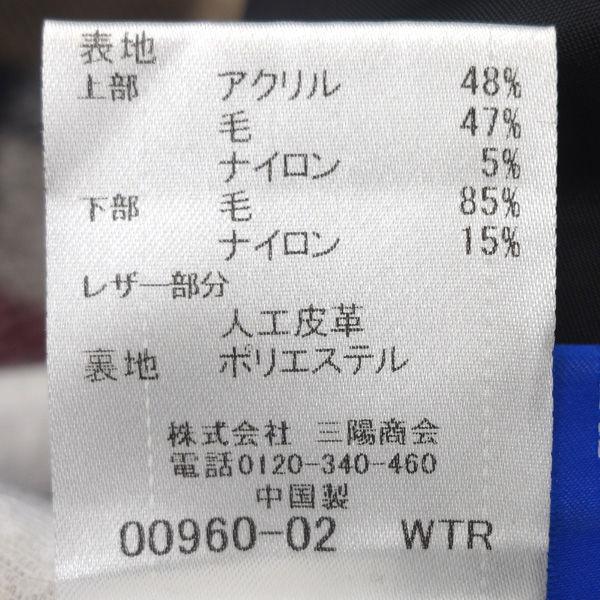 表地
上部 アクリル 48%
毛 47%
ナイロン 5%
下部 毛 85%
ナイロン 15%
レザー部分
人工皮革
裏地 ポリエステル
株式会社 三陽商会
電話0120-340-460
中国製
00960-02 WTR